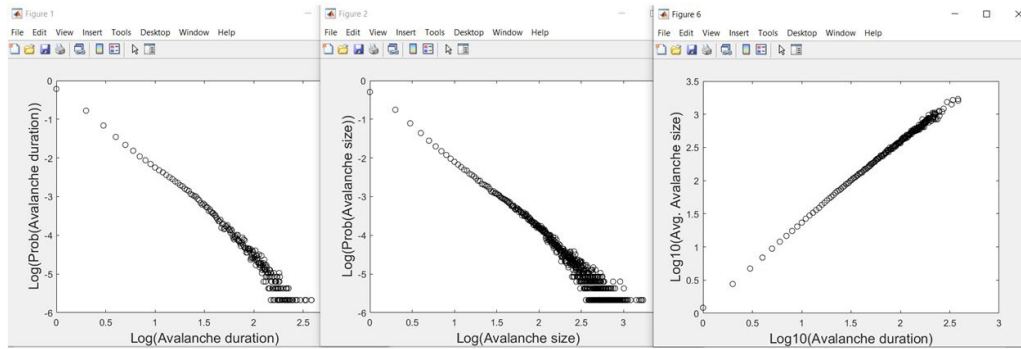 Figure 1
File Edit View Insert Tools Desktop Window Help
Log(Prob(Avalanche duration))
0
-1
-2
-3
-4
-5
-6
0 0.5 1 1.5 2 2.5
Log(Avalanche duration)
Figure 2
File Edit View Insert Tools Desktop Window Help
Log(Prob(Avalanche size))
0
-1
-2
-3
-4
-5
-6
0 0.5 1 1.5 2 2.5 3
Log(Avalanche size)
Figure 6
File Edit View Insert Tools Desktop Window Help
Log10(Avg. Avalanche size)
3.5
3
2.5
2
1.5
1
0.5
0
0 0.5 1 1.5 2 2.5 3
Log10(Avalanche duration)